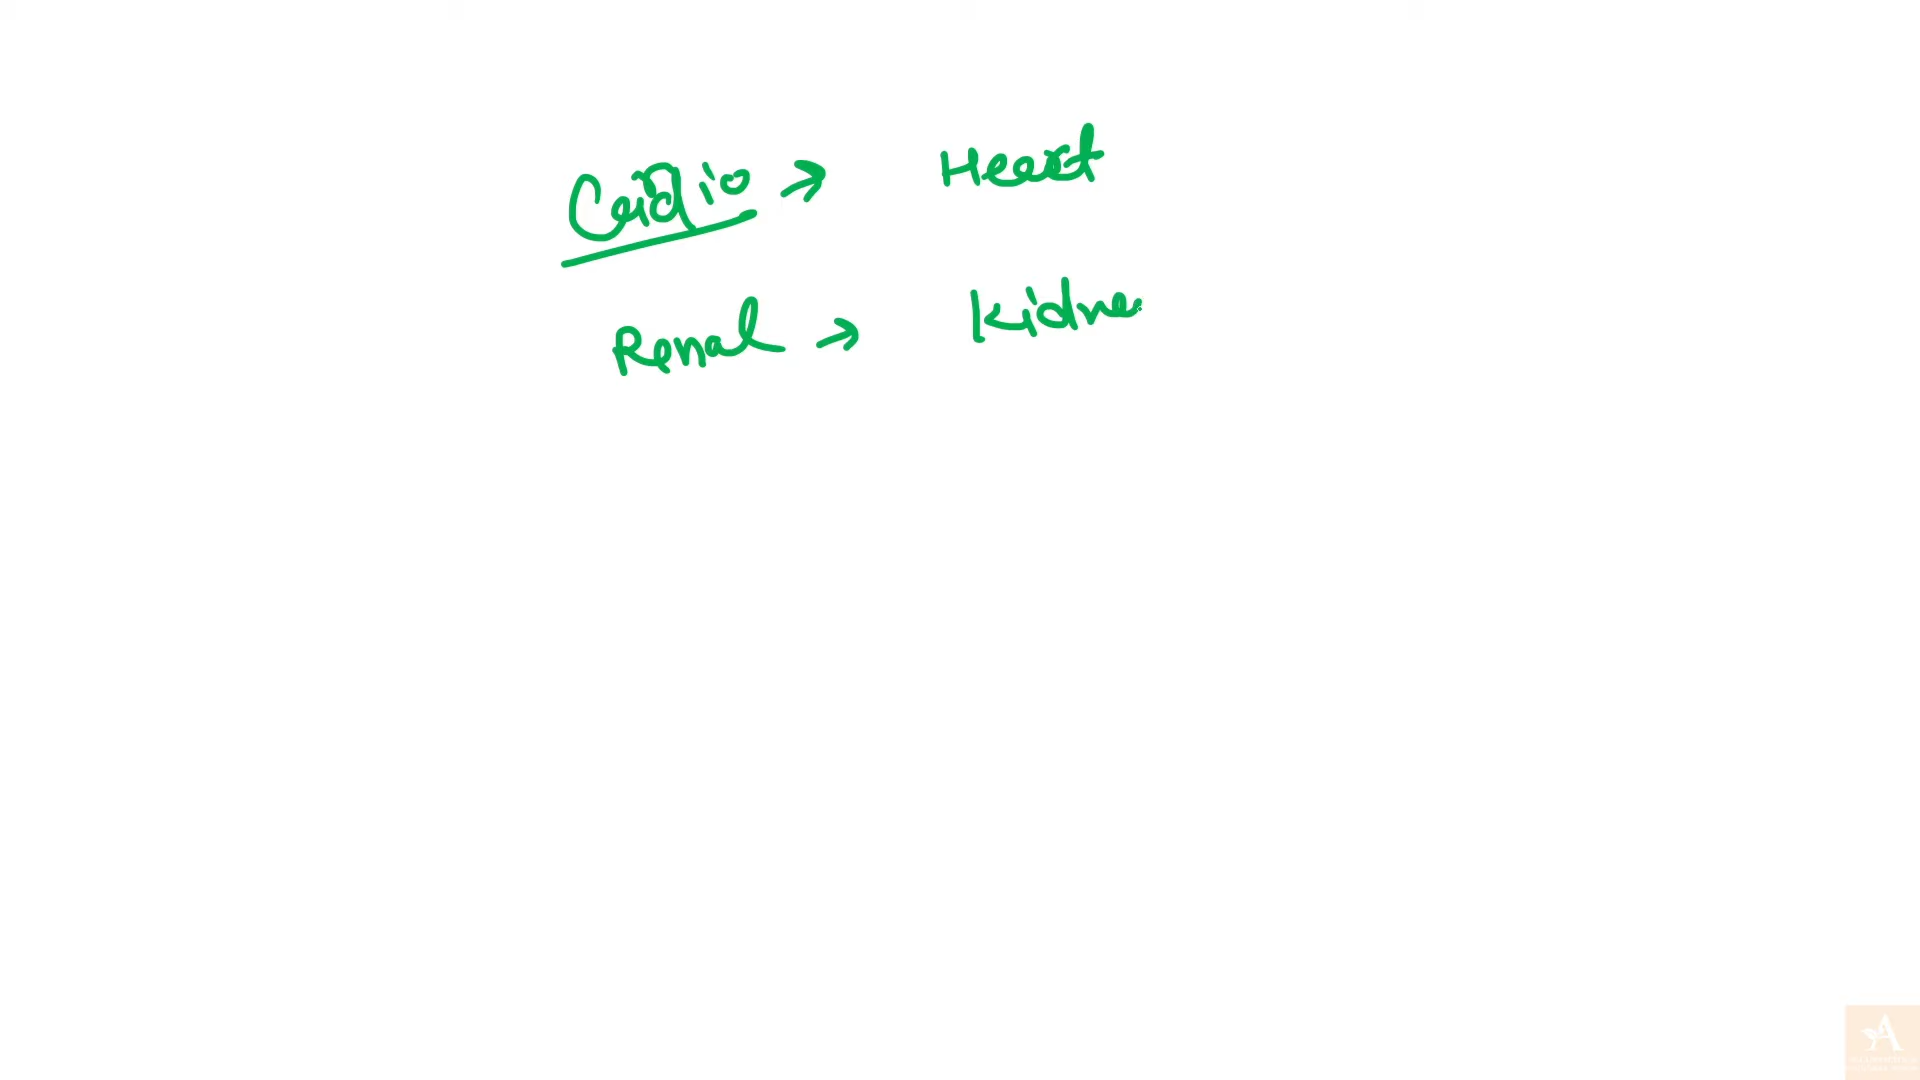 Cardio → Heart
Renal → Kidne